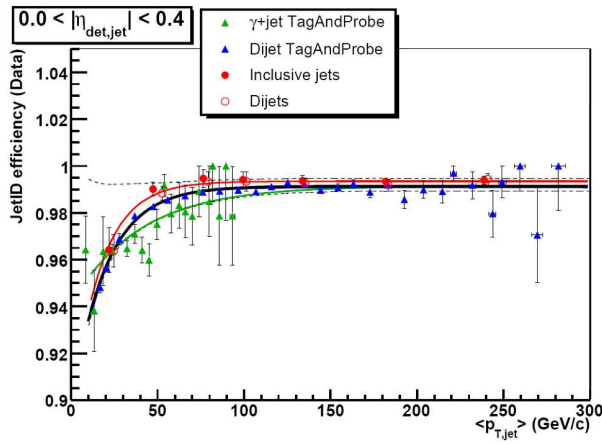 0.0 < |η_det,jet| < 0.4
γ+jet TagAndProbe
Dijet TagAndProbe
Inclusive jets
Dijets
JetID efficiency (Data)
1.04
1.02
1
0.98
0.96
0.94
0.92
0.9
0 50 100 150 200 250 300
<p_T,jet> (GeV/c)